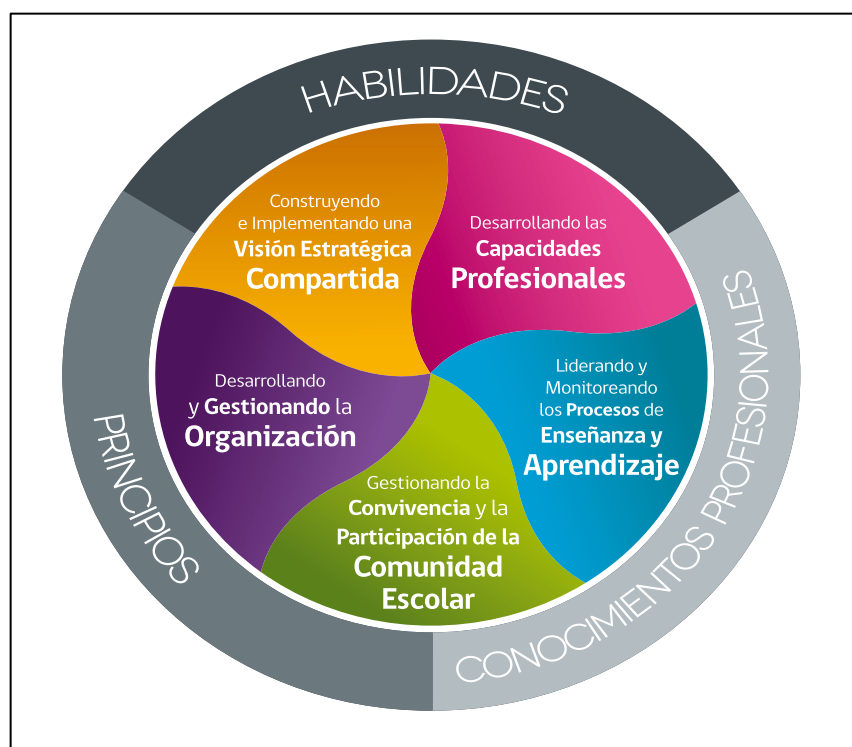 HABILIDADES
Construyendo
e Implementando una
Visión Estratégica
Compartida
Desarrollando las
Capacidades
Profesionales
Liderando y
Monitoreando
los Procesos de
Enseñanza y
Aprendizaje
Desarrollando
y Gestionando la
Organización
Gestionando la
Convivencia y la
Participación de la
Comunidad
Escolar
PRINCIPIOS
CONOCIMIENTOS PROFESIONALES